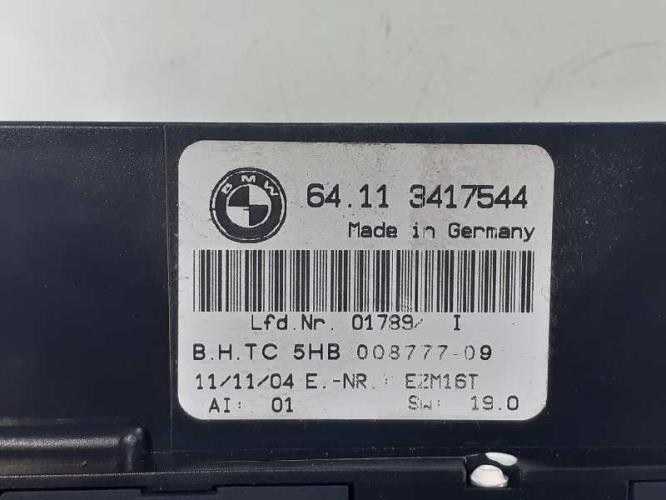 BMW
64.11 3417544
Made in Germany
Lfd.Nr. 01789/ I
B.H.TC 5HB 008777-09
11/11/04 E.-NR.: EZM16T
AI: 01 SW: 19.0